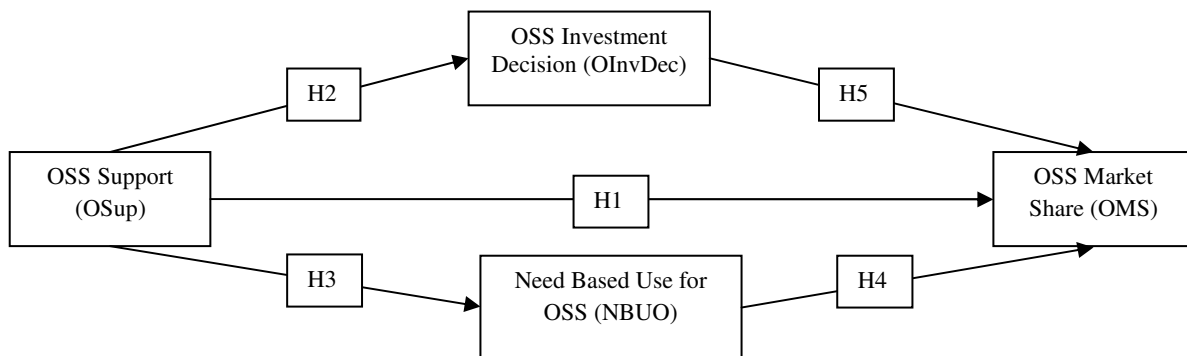 OSS Investment
Decision (OInvDec)
H2
H5
OSS Support
(OSup)
H1
OSS Market
Share (OMS)
H3
Need Based Use for
OSS (NBUO)
H4